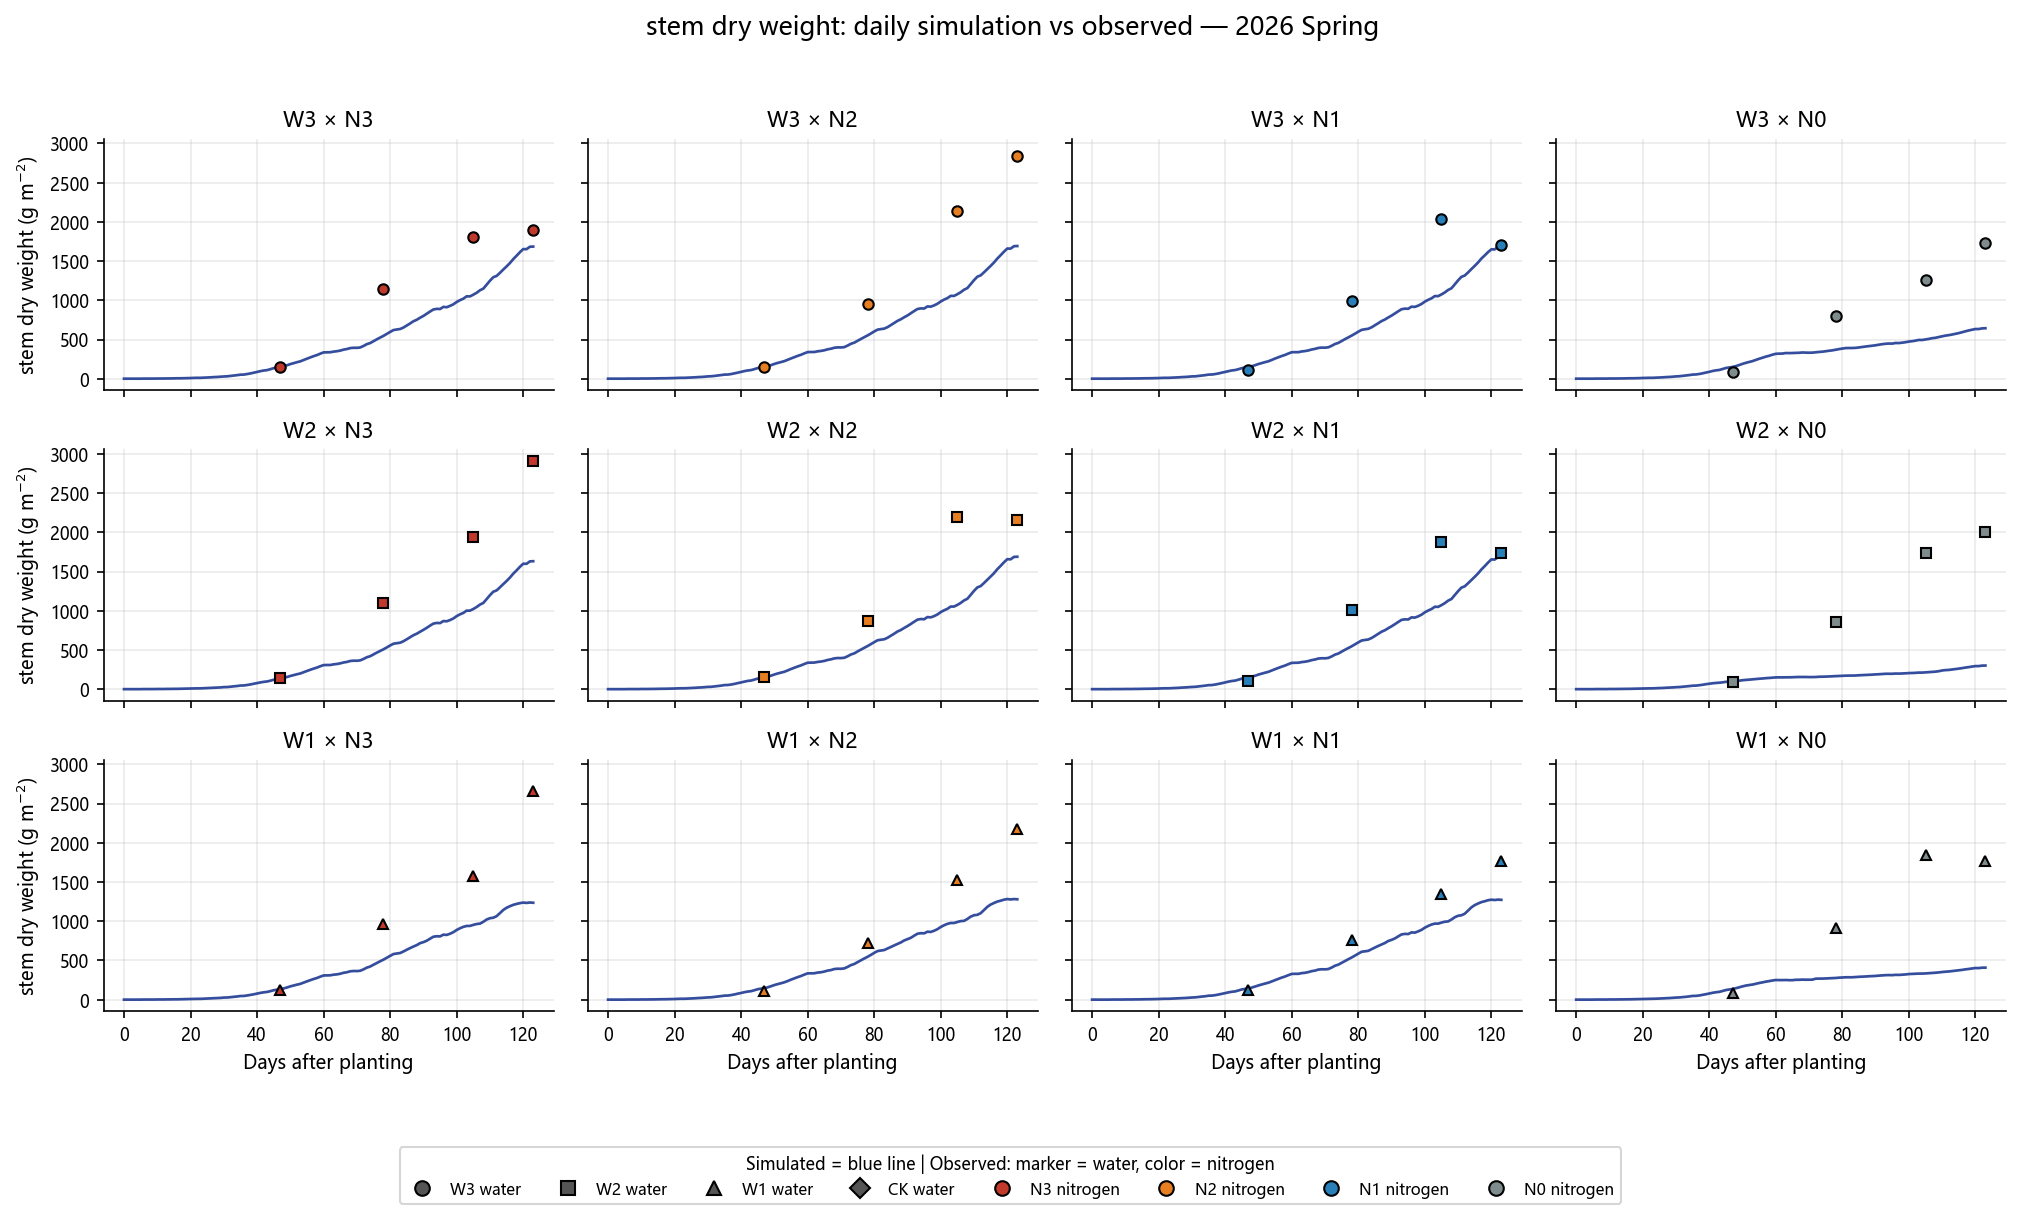 stem dry weight: daily simulation vs observed — 2026 Spring
W3 × N3
W3 × N2
W3 × N1
W3 × N0
stem dry weight (g m⁻²)
3000
2500
2000
1500
1000
500
0
W2 × N3
W2 × N2
W2 × N1
W2 × N0
stem dry weight (g m⁻²)
3000
2500
2000
1500
1000
500
0
W1 × N3
W1 × N2
W1 × N1
W1 × N0
stem dry weight (g m⁻²)
3000
2500
2000
1500
1000
500
0
0 20 40 60 80 100 120
0 20 40 60 80 100 120
0 20 40 60 80 100 120
0 20 40 60 80 100 120
Days after planting
Days after planting
Days after planting
Days after planting
Simulated = blue line | Observed: marker = water, color = nitrogen
W3 water W2 water W1 water CK water N3 nitrogen N2 nitrogen N1 nitrogen N0 nitrogen